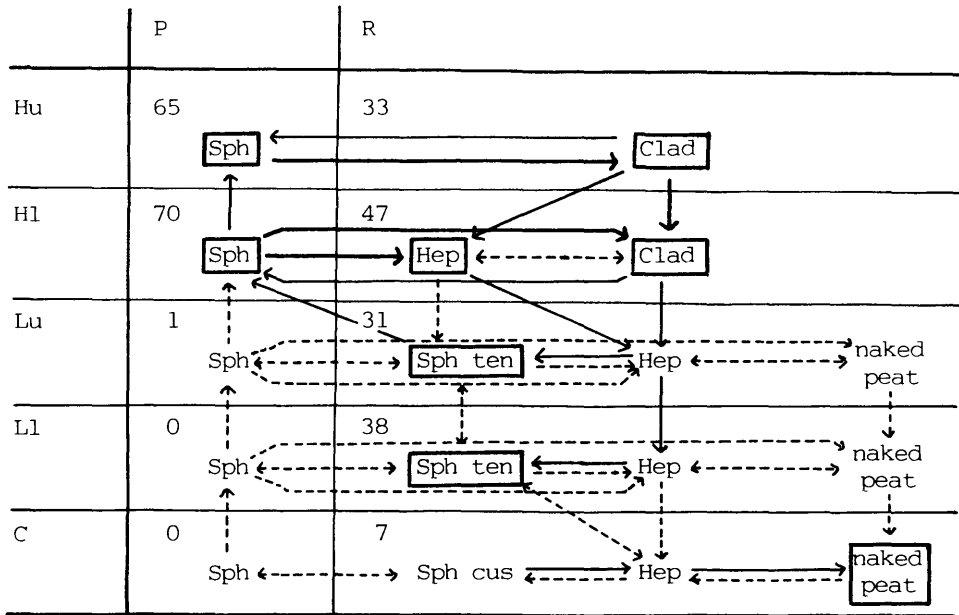 P R
Hu 65 33
Sph Clad
Hl 70 47
Sph Hep Clad
Lu 1 31
Sph Sph ten Hep naked
peat
Ll 0 38
Sph Sph ten Hep naked
peat
C 0 7
Sph Sph cus Hep naked
peat